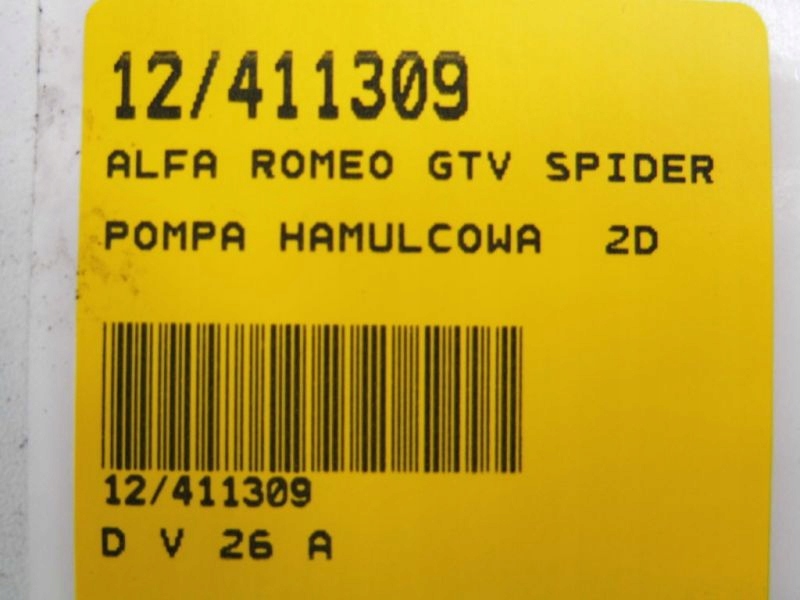 12/411309
ALFA ROMEO GTV SPIDER
POMPA HAMULCOWA 2D
12/411309
D V 26 A